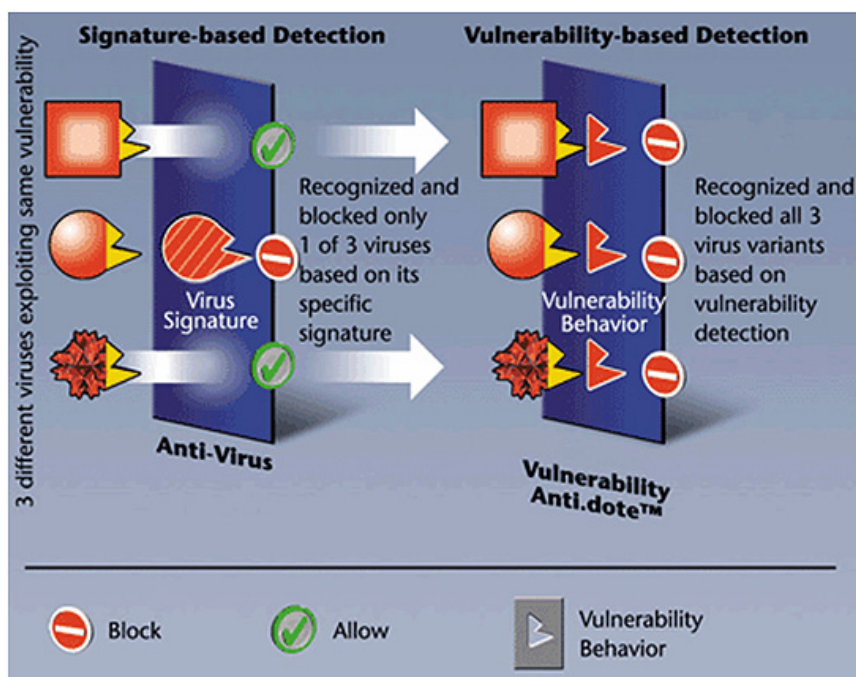 Signature-based Detection
Vulnerability-based Detection
3 different viruses exploiting same vulnerability
Recognized and
blocked only
1 of 3 viruses
based on its
specific
signature
Virus
Signature
Anti-Virus
Recognized and
blocked all 3
virus variants
based on
vulnerability
detection
Vulnerability
Behavior
Vulnerability
Anti.dote™
Block
Allow
Vulnerability
Behavior